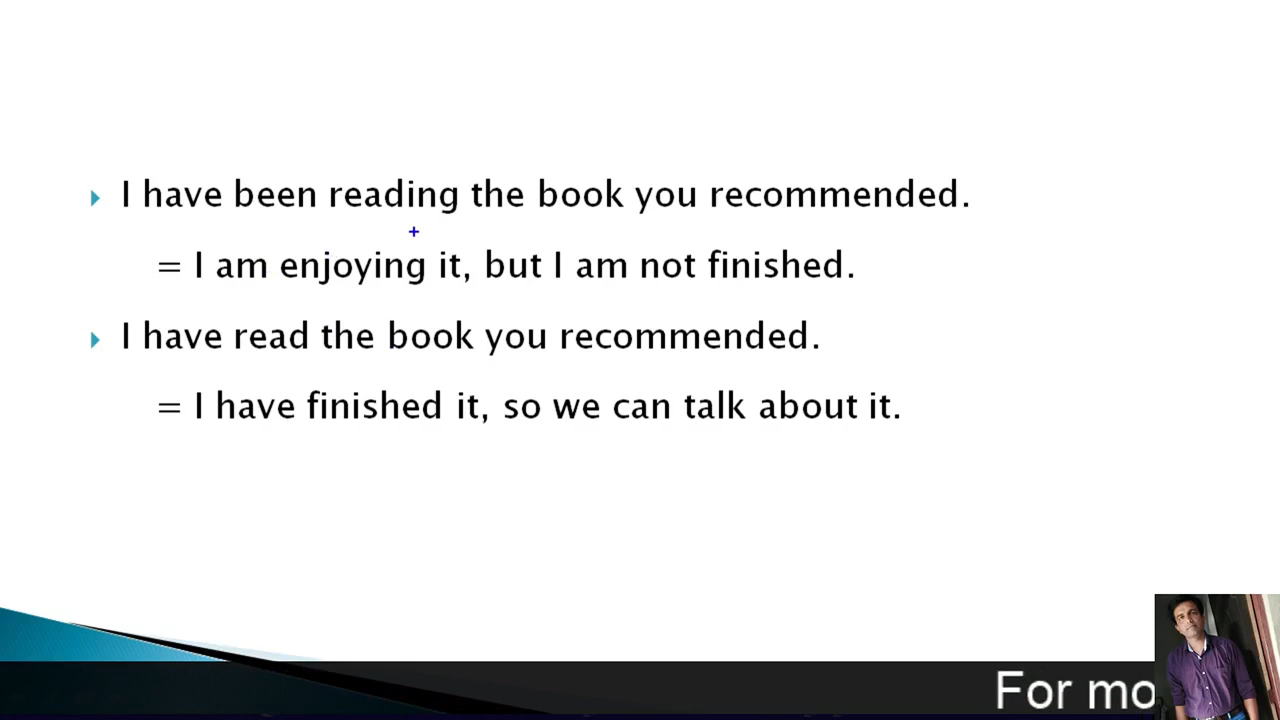 I have been reading the book you recommended.
= I am enjoying it, but I am not finished.
I have read the book you recommended.
= I have finished it, so we can talk about it.
For mo